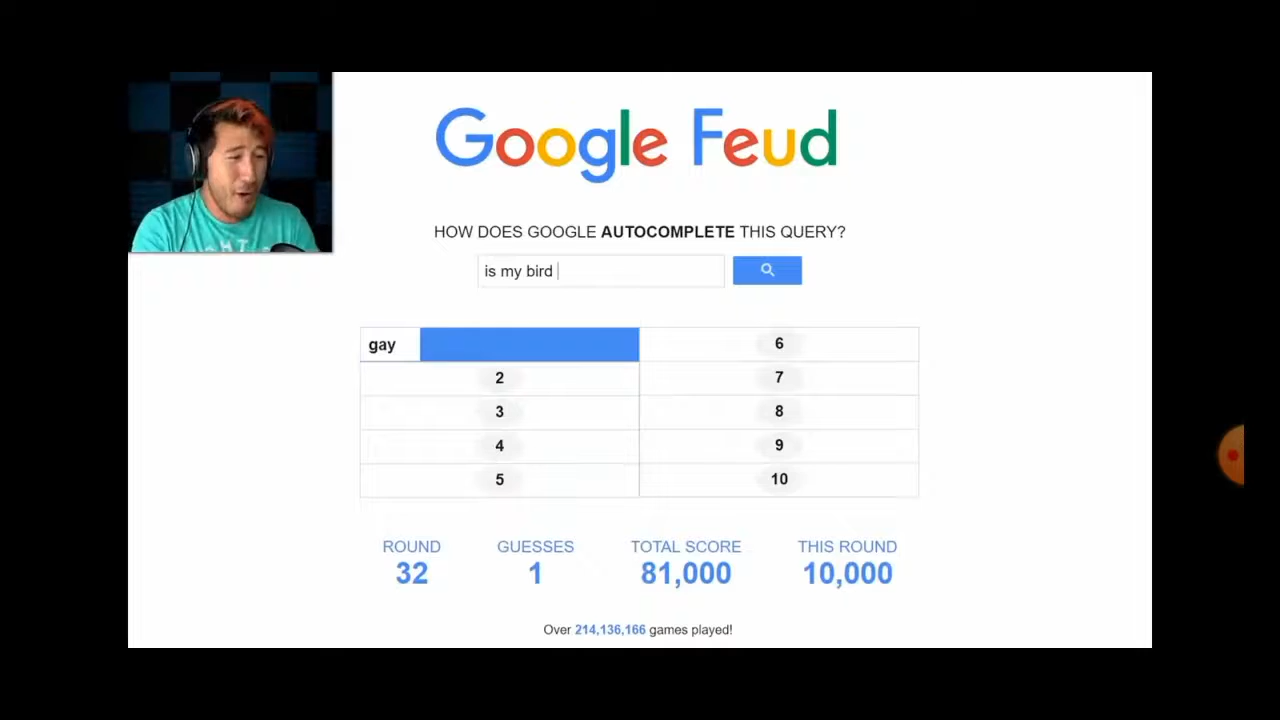 Google Feud
HOW DOES GOOGLE AUTOCOMPLETE THIS QUERY?
is my bird
gay 6
2 7
3 8
4 9
5 10
ROUND GUESSES TOTAL SCORE THIS ROUND
32 1 81,000 10,000
Over 214,136,166 games played!